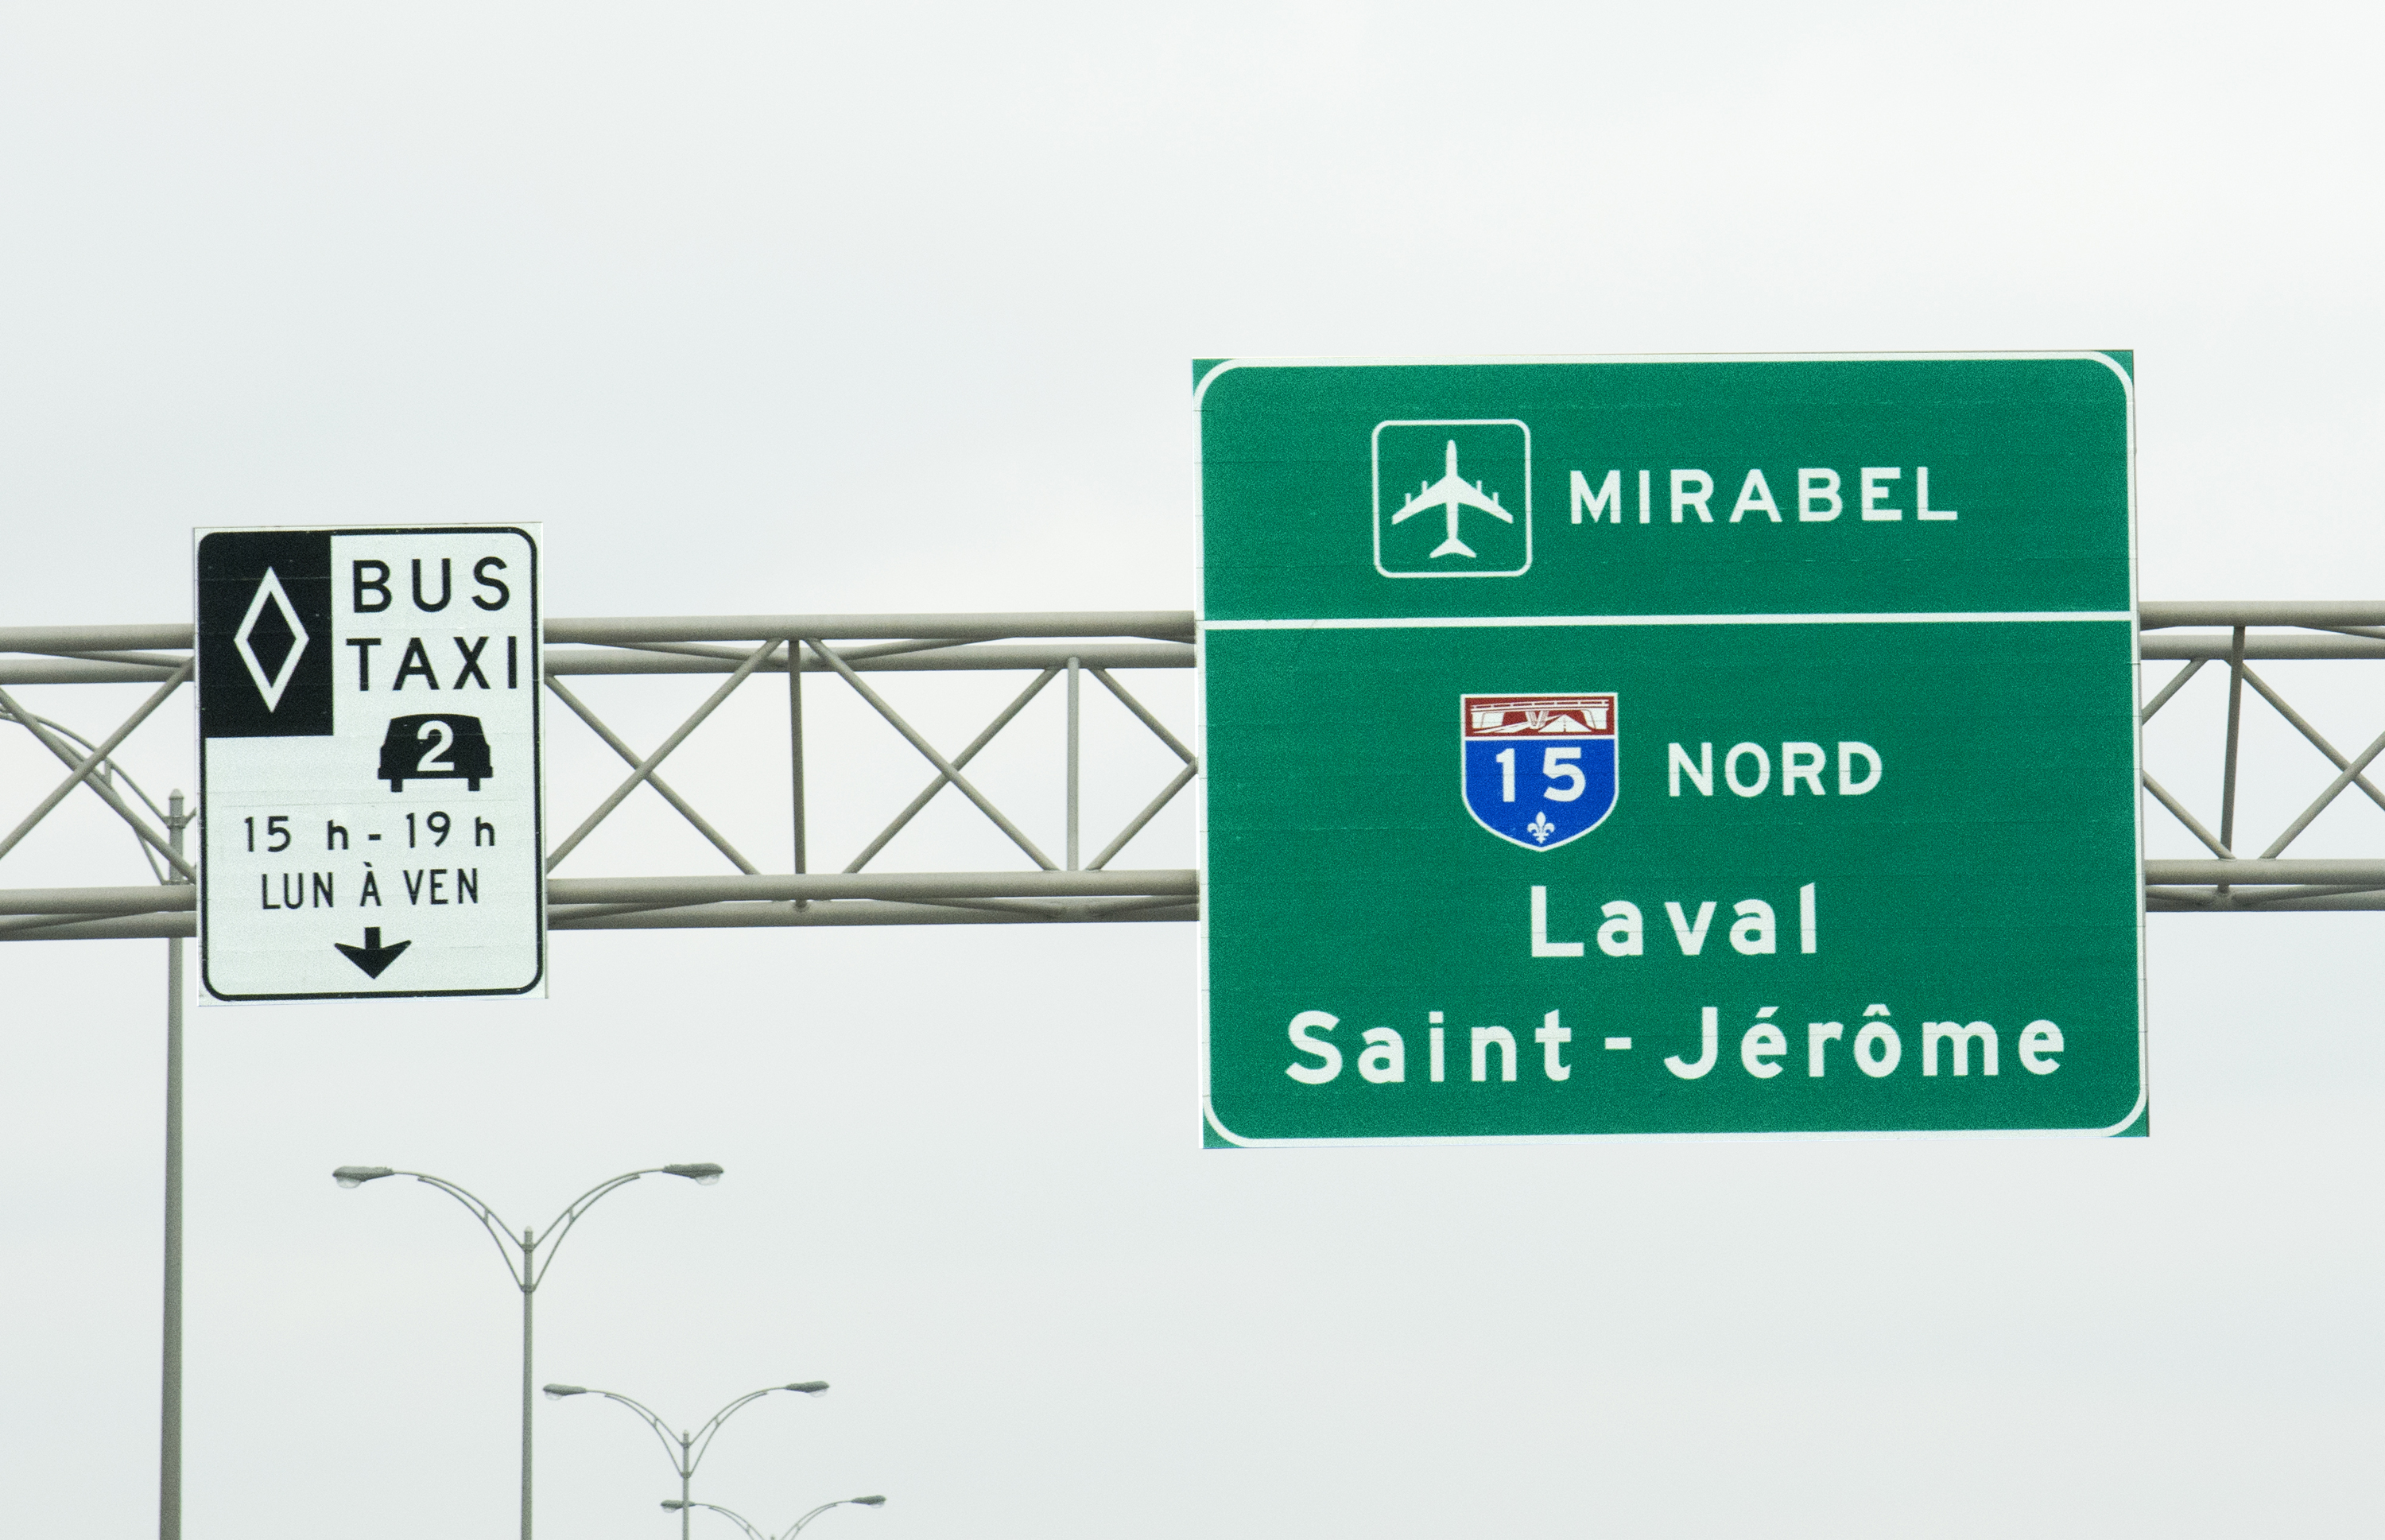 BUS
TAXI
2
15 h - 19 h
LUN À VEN
MIRABEL
15 NORD
Laval
Saint-Jérôme